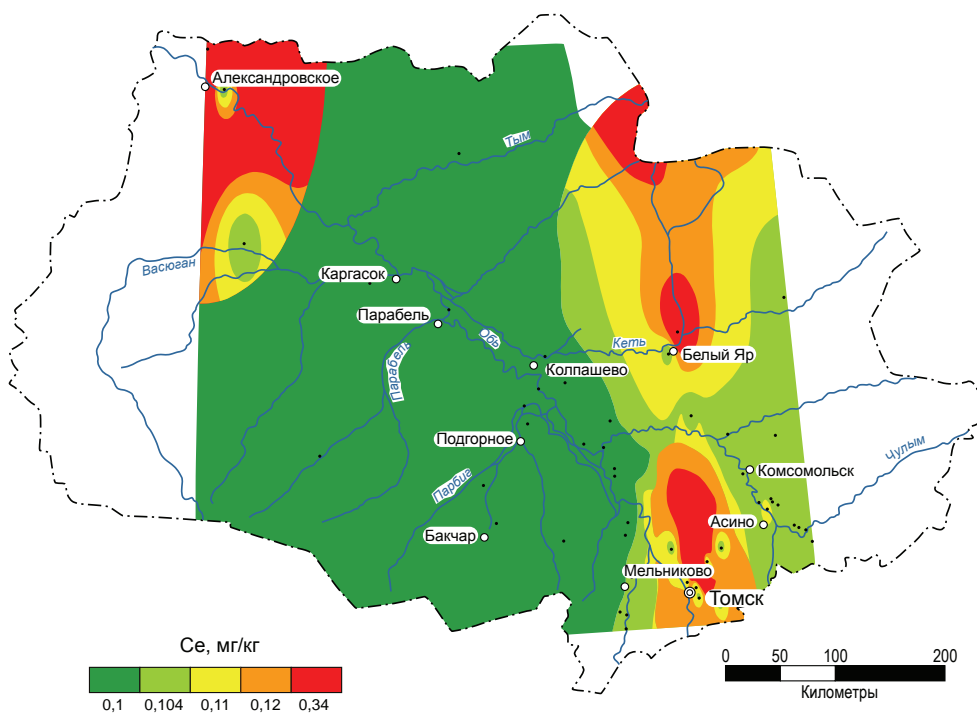 Александровское
Тым
Васюган
Каргасок
Парабель
Обь
Кеть
Белый Яр
Парабель
Колпашево
Подгорное
Чулым
Комсомольск
Парбиг
Асино
Бакчар
Мельниково
Томск
Ce, мг/кг
0,1 0,104 0,11 0,12 0,34
0 50 100 200
Километры